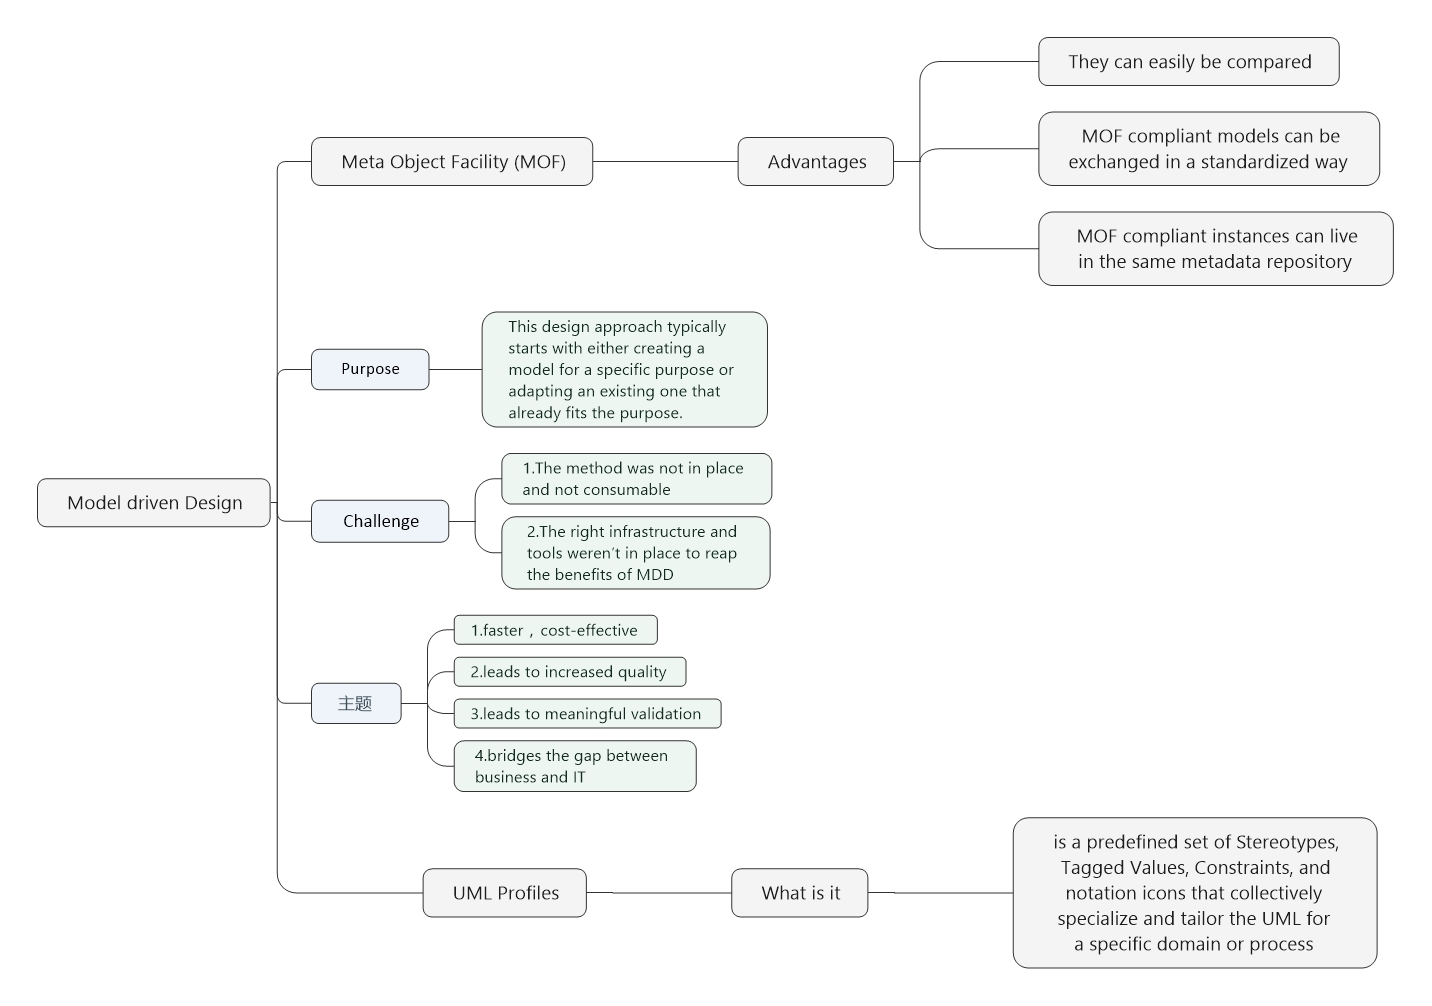 Model driven Design
Meta Object Facility (MOF)
Advantages
They can easily be compared
MOF compliant models can be
exchanged in a standardized way
MOF compliant instances can live
in the same metadata repository
Purpose
This design approach typically
starts with either creating a
model for a specific purpose or
adapting an existing one that
already fits the purpose.
Challenge
1.The method was not in place
and not consumable
2.The right infrastructure and
tools weren't in place to reap
the benefits of MDD
主题
1.faster，cost-effective
2.leads to increased quality
3.leads to meaningful validation
4.bridges the gap between
business and IT
UML Profiles
What is it
is a predefined set of Stereotypes,
Tagged Values, Constraints, and
notation icons that collectively
specialize and tailor the UML for
a specific domain or process